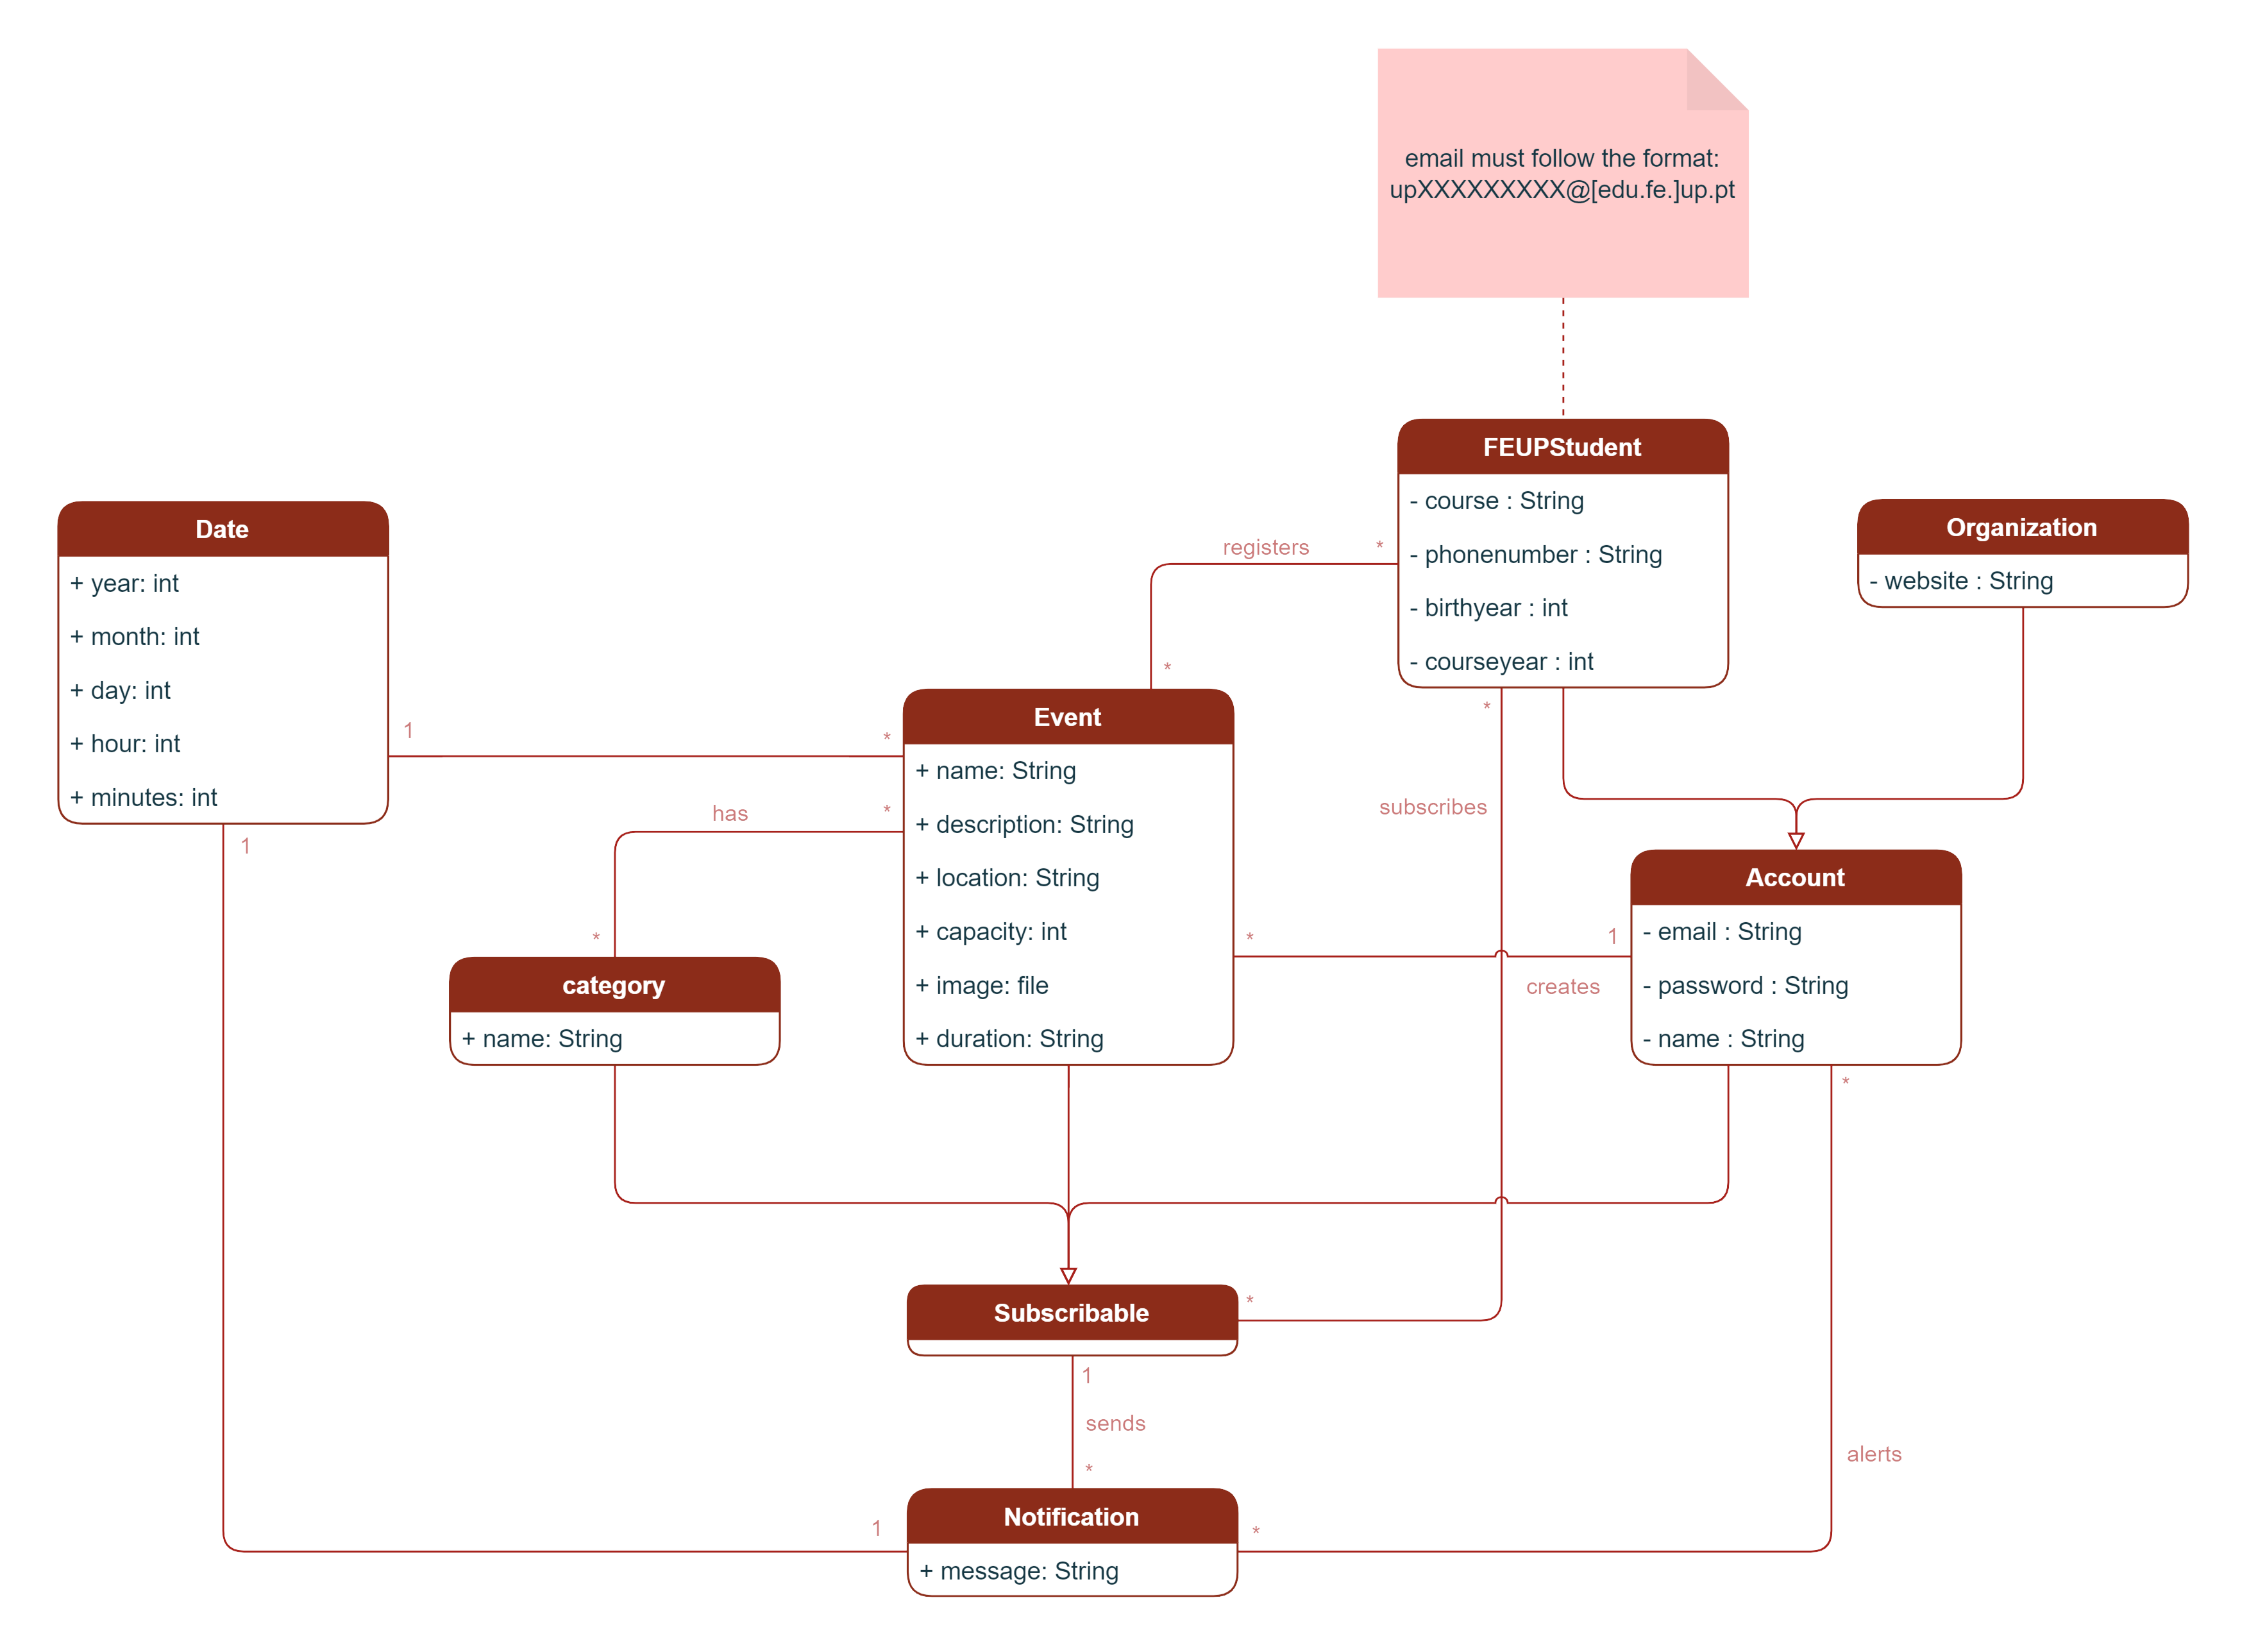 email must follow the format:
upXXXXXXXXX@[edu.fe.]up.pt
FEUPStudent
- course : String
- phonenumber : String
- birthyear : int
- courseyear : int
Organization
- website : String
Date
+ year: int
+ month: int
+ day: int
+ hour: int
+ minutes: int
registers
*
*
1
*
1
has
*
*
Event
+ name: String
+ description: String
+ location: String
+ capacity: int
+ image: file
+ duration: String
*
subscribes
Account
- email : String
- password : String
- name : String
*
1
creates
category
+ name: String
*
Subscribable
*
1
sends
*
alerts
Notification
+ message: String
1
*